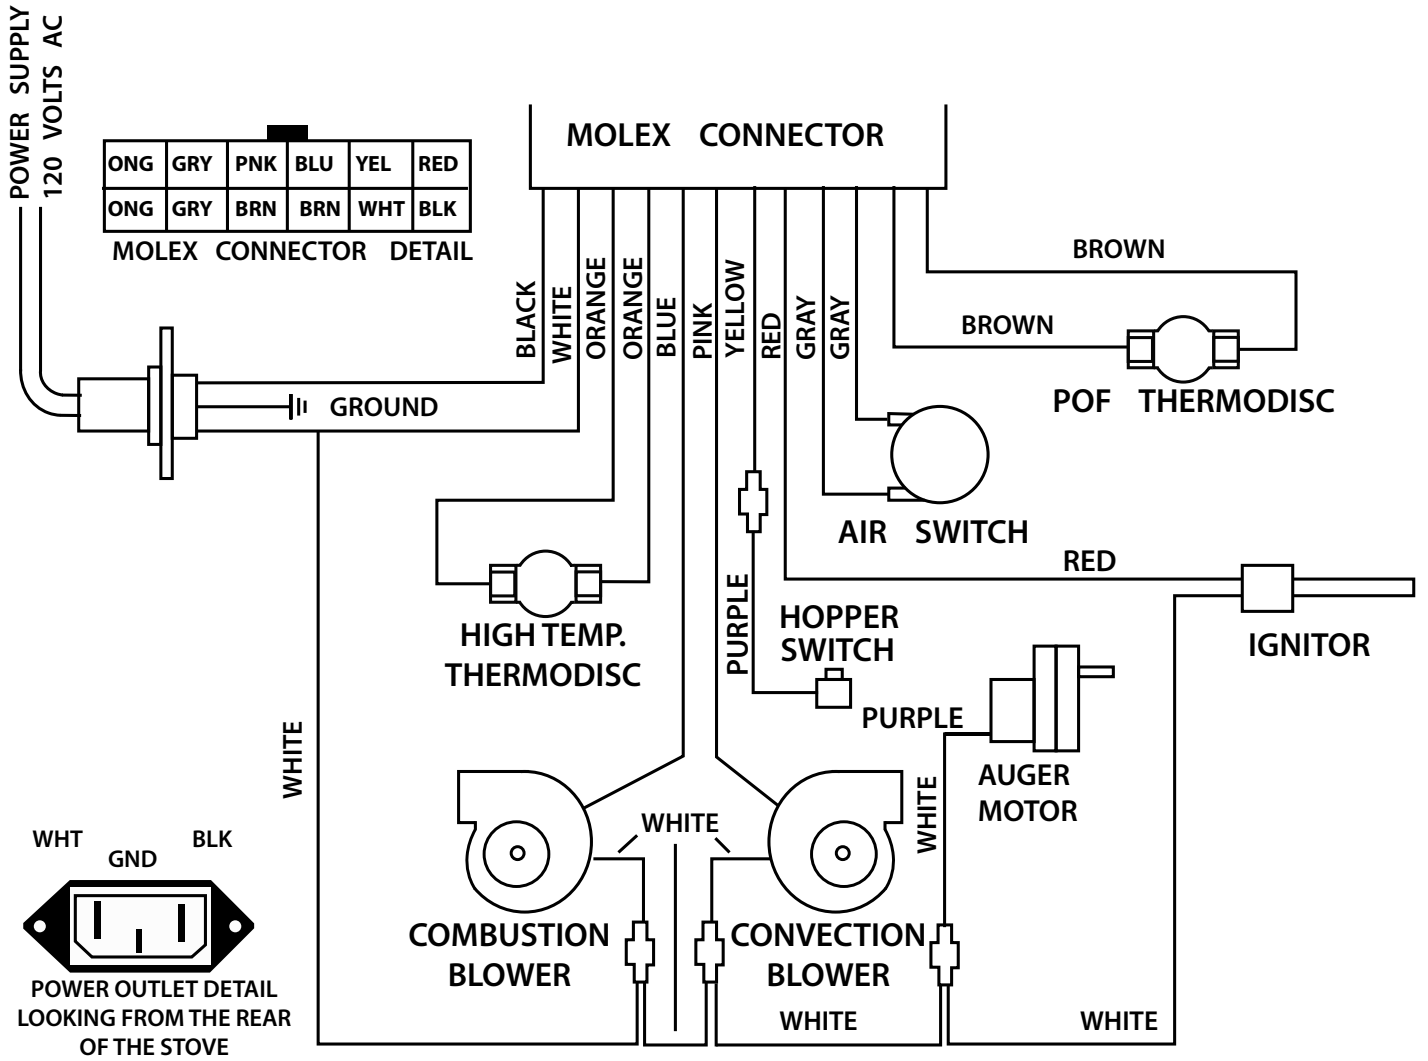 POWER SUPPLY
120 VOLTS AC
MOLEX CONNECTOR
ONG GRY PNK BLU YEL RED
ONG GRY BRN BRN WHT BLK
MOLEX CONNECTOR DETAIL
BLACK
WHITE
ORANGE
ORANGE
BLUE
PINK
YELLOW
RED
GRAY
GRAY
BROWN
BROWN
POF THERMODISC
GROUND
AIR SWITCH
RED
IGNITOR
HIGH TEMP.
THERMODISC
PURPLE
HOPPER
SWITCH
PURPLE
AUGER
MOTOR
WHITE
WHITE
WHITE
COMBUSTION
BLOWER
CONVECTION
BLOWER
WHITE
WHITE
WHT
GND
BLK
POWER OUTLET DETAIL
LOOKING FROM THE REAR
OF THE STOVE